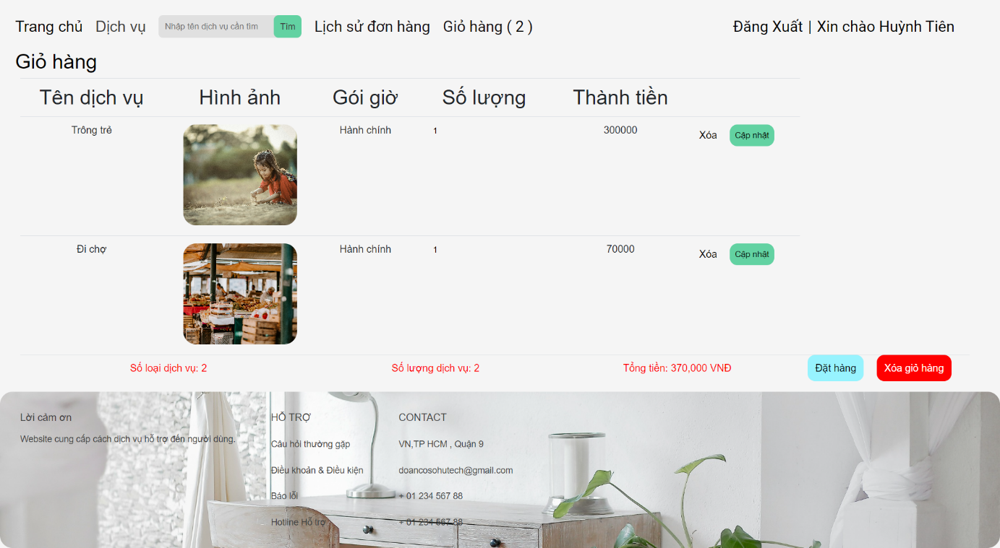 Trang chủ Dịch vụ Nhập tên dịch vụ cần tìm Tìm Lịch sử đơn hàng Giỏ hàng ( 2 ) Đăng Xuất | Xin chào Huỳnh Tiên
Giỏ hàng
Tên dịch vụ Hình ảnh Gói giờ Số lượng Thành tiền
Trông trẻ Hành chính 1 300000 Xóa Cập nhật
Đi chợ Hành chính 1 70000 Xóa Cập nhật
Số loại dịch vụ: 2 Số lượng dịch vụ: 2 Tổng tiền: 370,000 VNĐ Đặt hàng Xóa giỏ hàng
Lời cảm ơn
Website cung cấp cách dịch vụ hỗ trợ đến người dùng.
HỖ TRỢ
Câu hỏi thường gặp
Điều khoản & Điều kiện
Báo lỗi
Hotline Hỗ trợ
CONTACT
VN,TP HCM , Quận 9
doancosohutech@gmail.com
+ 01 234 567 88
+ 01 234 567 88